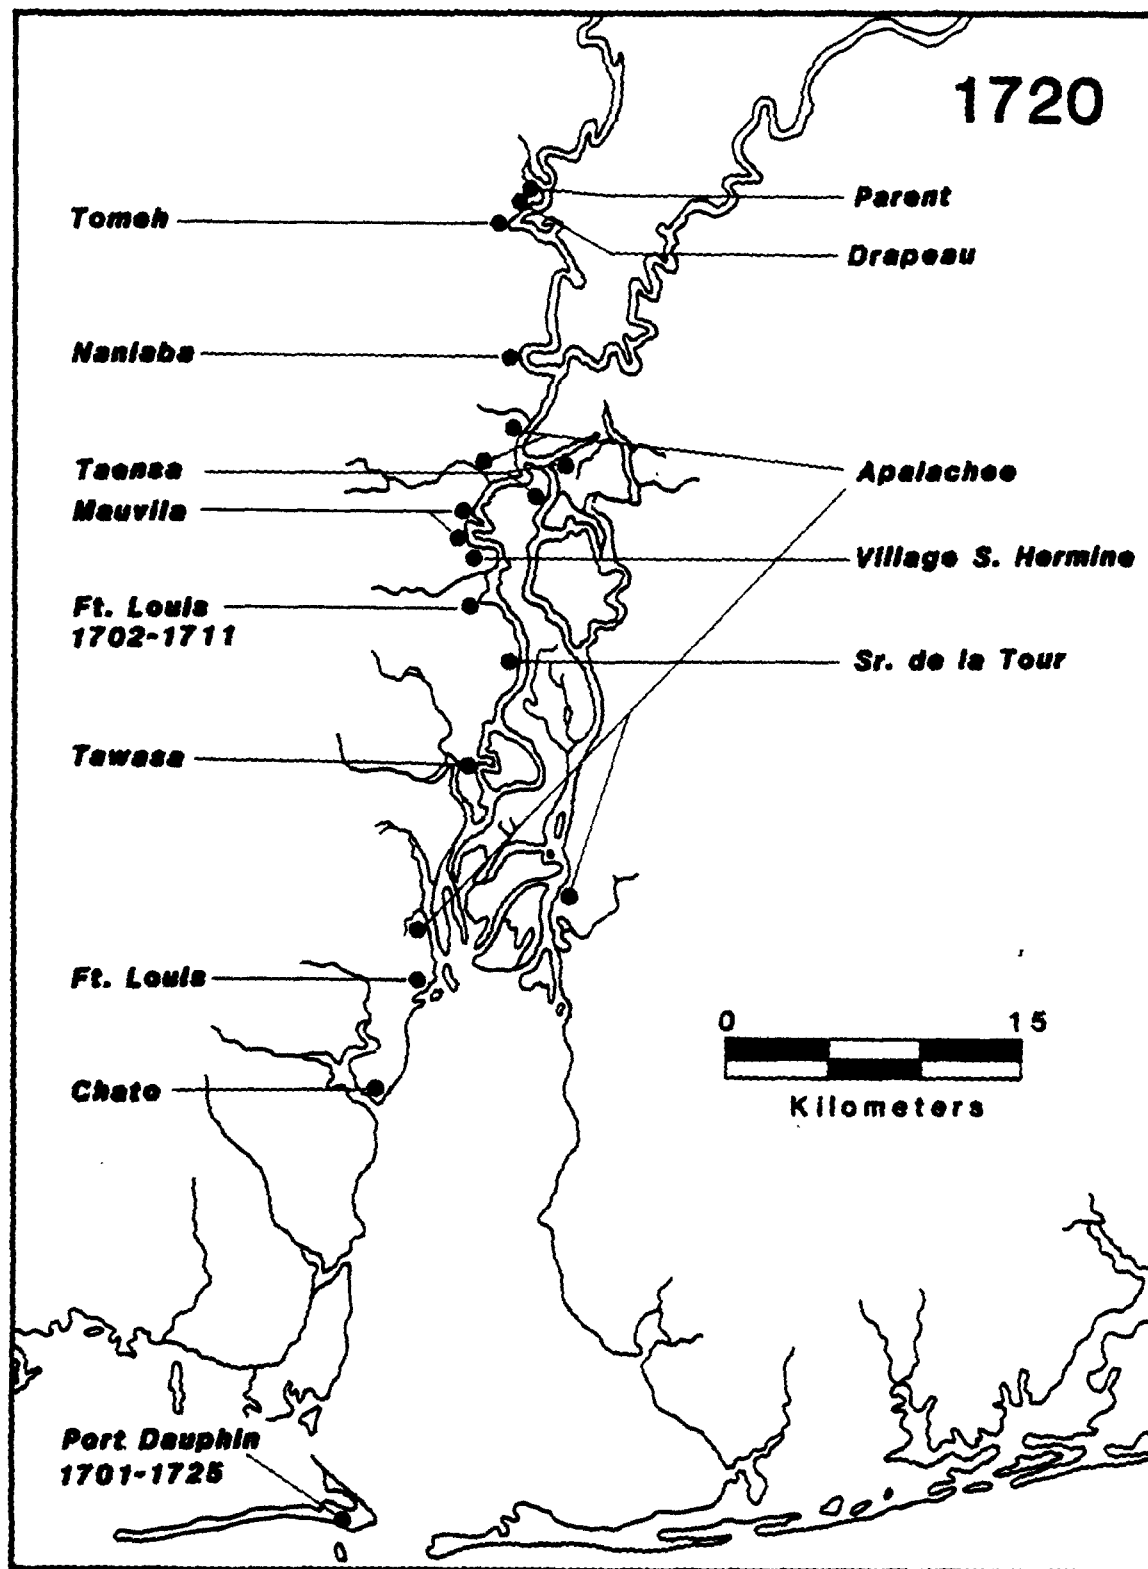 1720
Tomeh
Parent
Drapeau
Naniaba
Taensa
Apalachee
Mauvila
Village S. Hermine
Ft. Louis
1702-1711
Sr. de la Tour
Tawasa
Ft. Louis
0 15
Kilometers
Chato
Port Dauphin
1701-1725